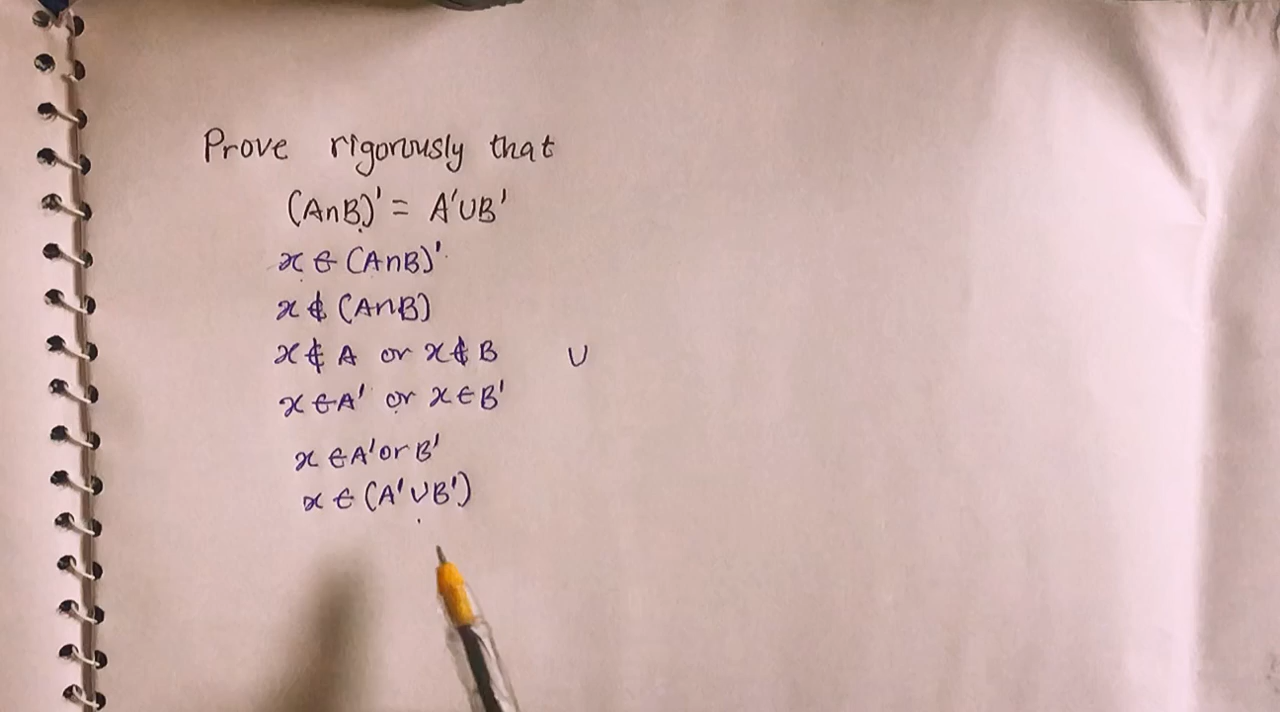 Prove rigorously that
(A∩B)' = A'∪B'
x ∈ (A∩B)'
x ∉ (A∩B)
x ∉ A or x ∉ B ∪
x ∈ A' or x ∈ B'
x ∈ A' or B'
x ∈ (A'∪B')